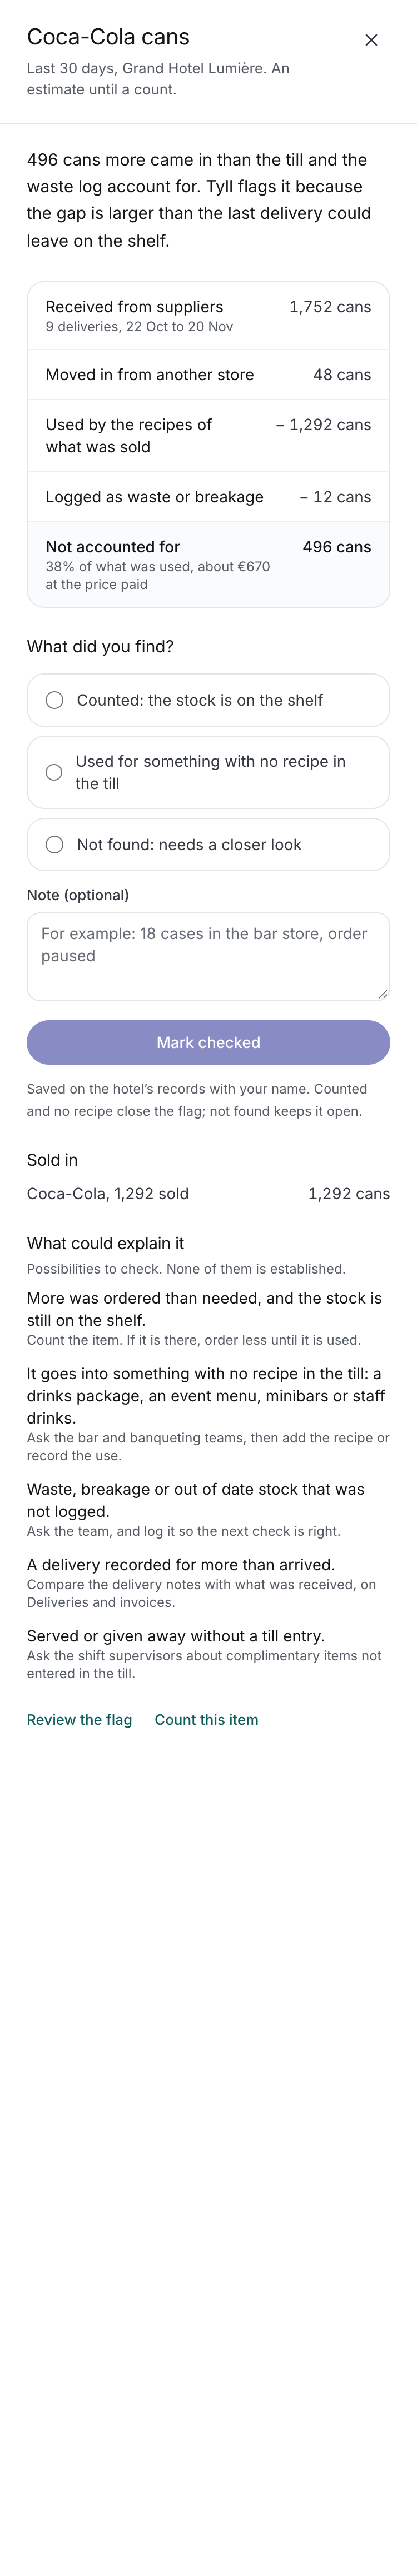 Coca-Cola cans
Last 30 days, Grand Hotel Lumière. An
estimate until a count.
496 cans more came in than the till and the
waste log account for. Tyll flags it because
the gap is larger than the last delivery could
leave on the shelf.
Received from suppliers 1,752 cans
9 deliveries, 22 Oct to 20 Nov
Moved in from another store 48 cans
Used by the recipes of − 1,292 cans
what was sold
Logged as waste or breakage − 12 cans
Not accounted for 496 cans
38% of what was used, about €670
at the price paid
What did you find?
Counted: the stock is on the shelf
Used for something with no recipe in
the till
Not found: needs a closer look
Note (optional)
For example: 18 cases in the bar store, order
paused
Mark checked
Saved on the hotel’s records with your name. Counted
and no recipe close the flag; not found keeps it open.
Sold in
Coca-Cola, 1,292 sold 1,292 cans
What could explain it
Possibilities to check. None of them is established.
More was ordered than needed, and the stock is
still on the shelf.
Count the item. If it is there, order less until it is used.
It goes into something with no recipe in the till: a
drinks package, an event menu, minibars or staff
drinks.
Ask the bar and banqueting teams, then add the recipe or
record the use.
Waste, breakage or out of date stock that was
not logged.
Ask the team, and log it so the next check is right.
A delivery recorded for more than arrived.
Compare the delivery notes with what was received, on
Deliveries and invoices.
Served or given away without a till entry.
Ask the shift supervisors about complimentary items not
entered in the till.
Review the flag Count this item